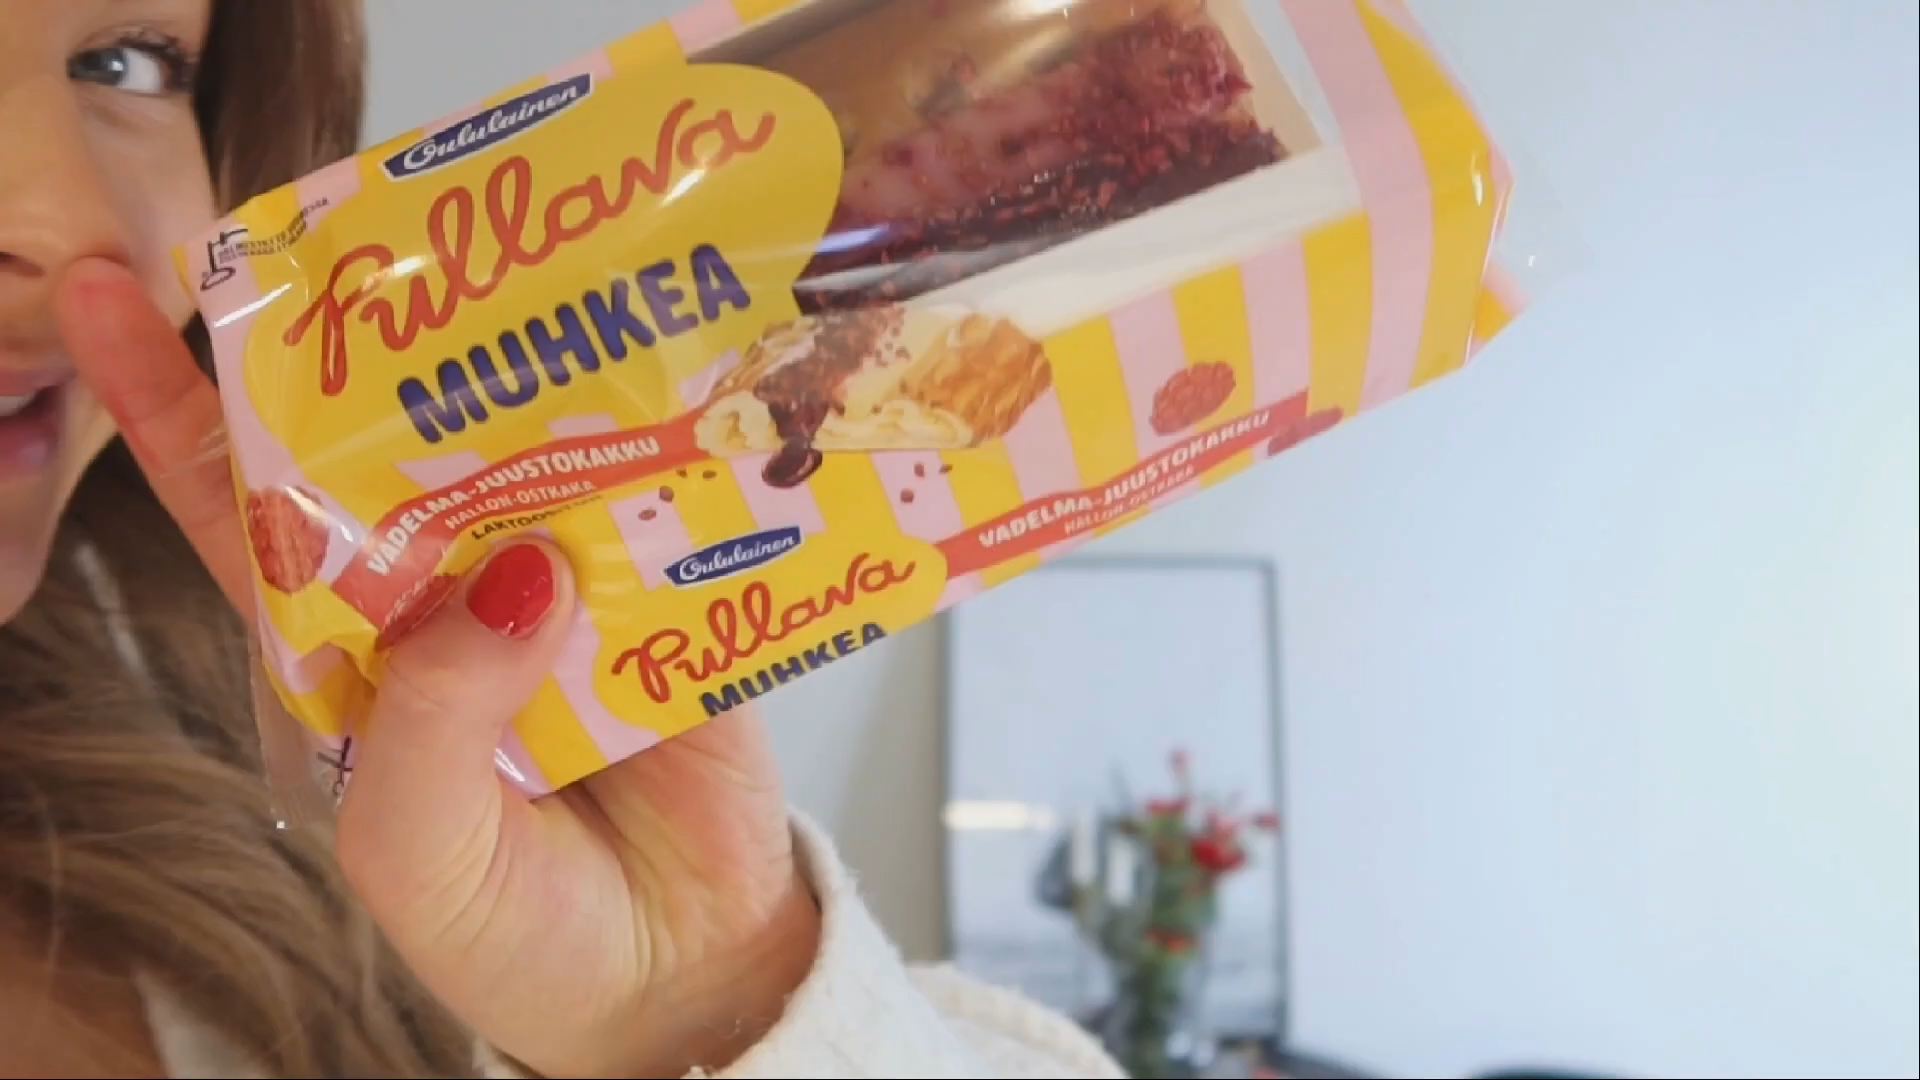 Oululainen
Pullava
MUHKEA
VADELMA-JUUSTOKAKKU
HALLON-OSTKAKA
Oululainen
Pullava
MUHKEA
VADELMA-JUUSTOKAKKU
HALLON-OSTKAKA